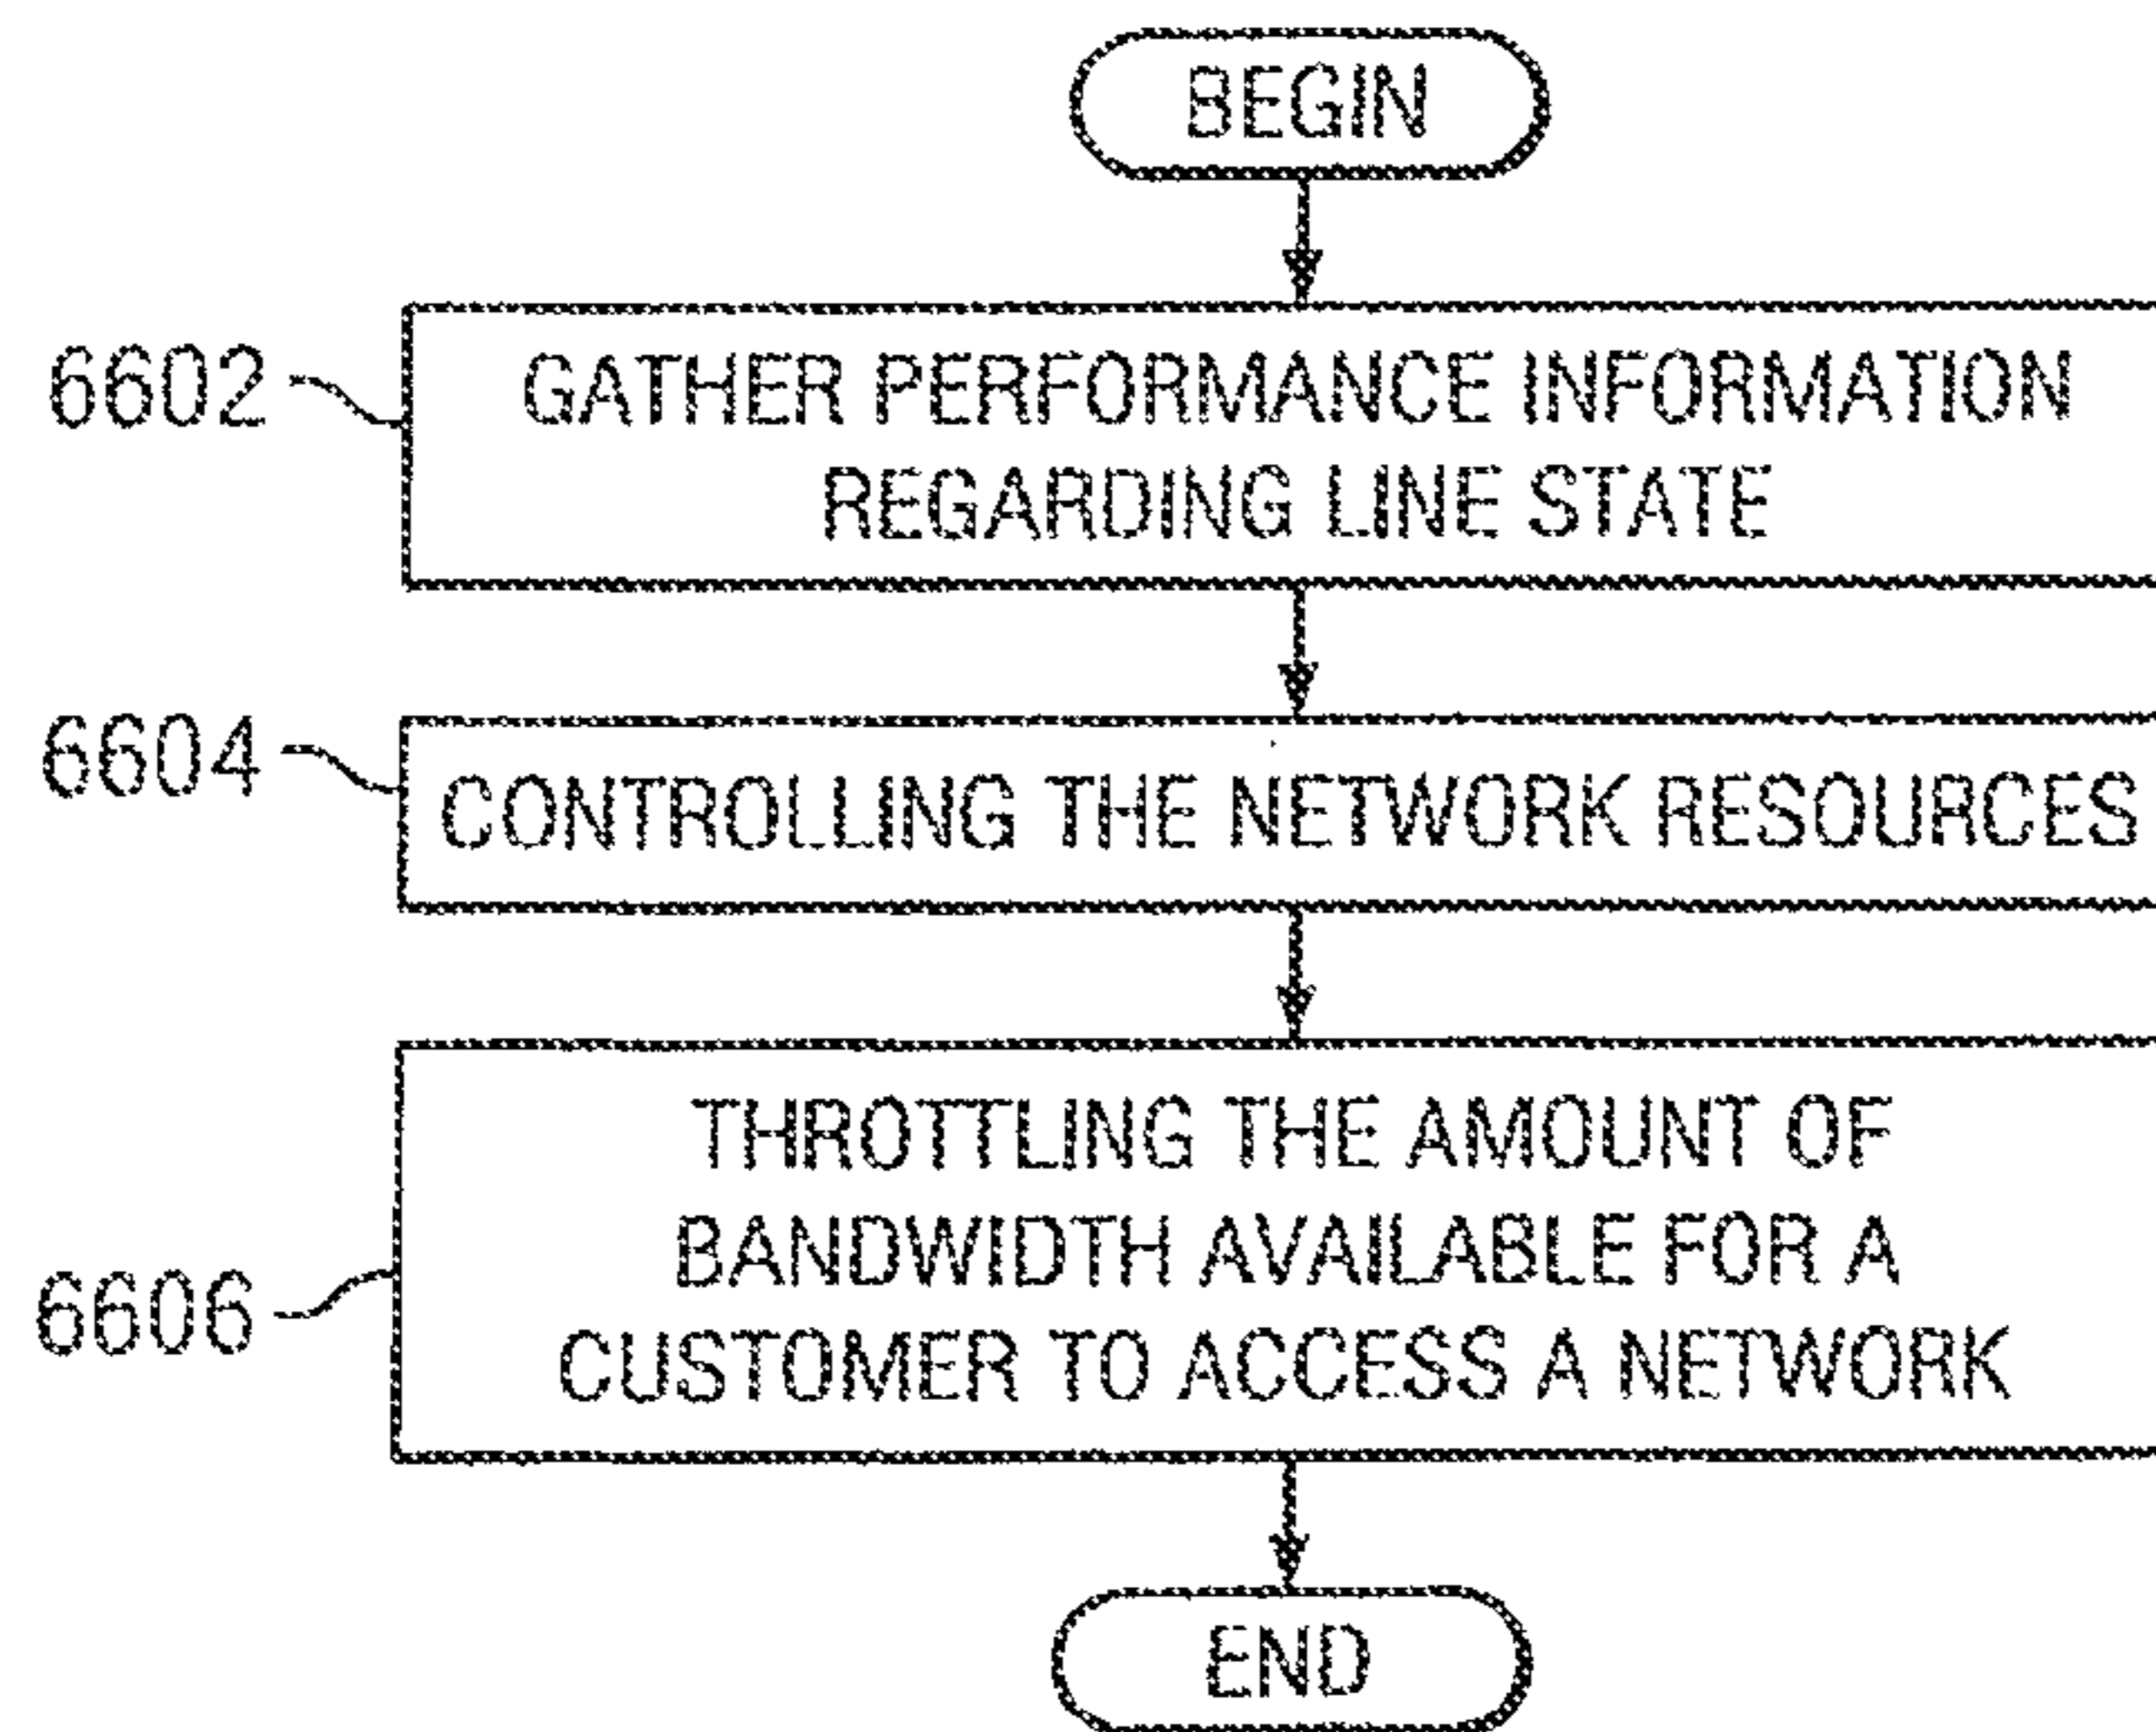 BEGIN
6602
GATHER PERFORMANCE INFORMATION
REGARDING LINE STATE
6604
CONTROLLING THE NETWORK RESOURCES
6606
THROTTLING THE AMOUNT OF
BANDWIDTH AVAILABLE FOR A
CUSTOMER TO ACCESS A NETWORK
END